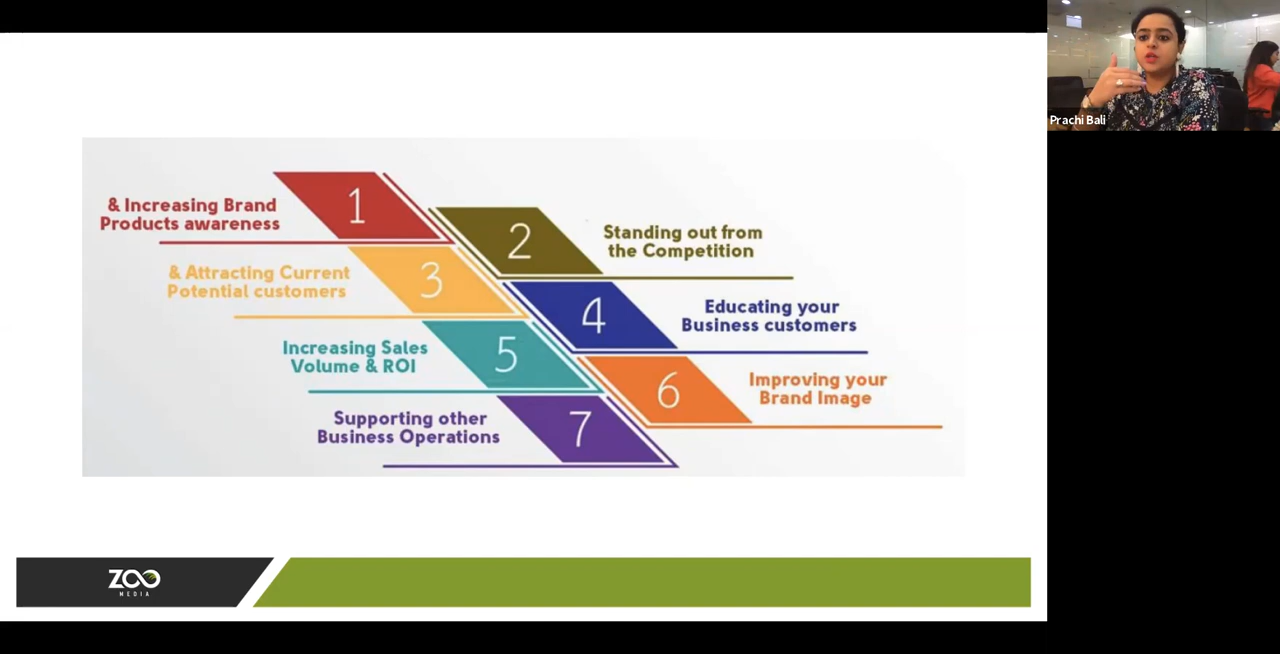 Prachi Bali
1
& Increasing Brand
Products awareness
2
Standing out from
the Competition
3
& Attracting Current
Potential customers
4
Educating your
Business customers
5
Increasing Sales
Volume & ROI
6
Improving your
Brand Image
7
Supporting other
Business Operations
ZOO
MEDIA